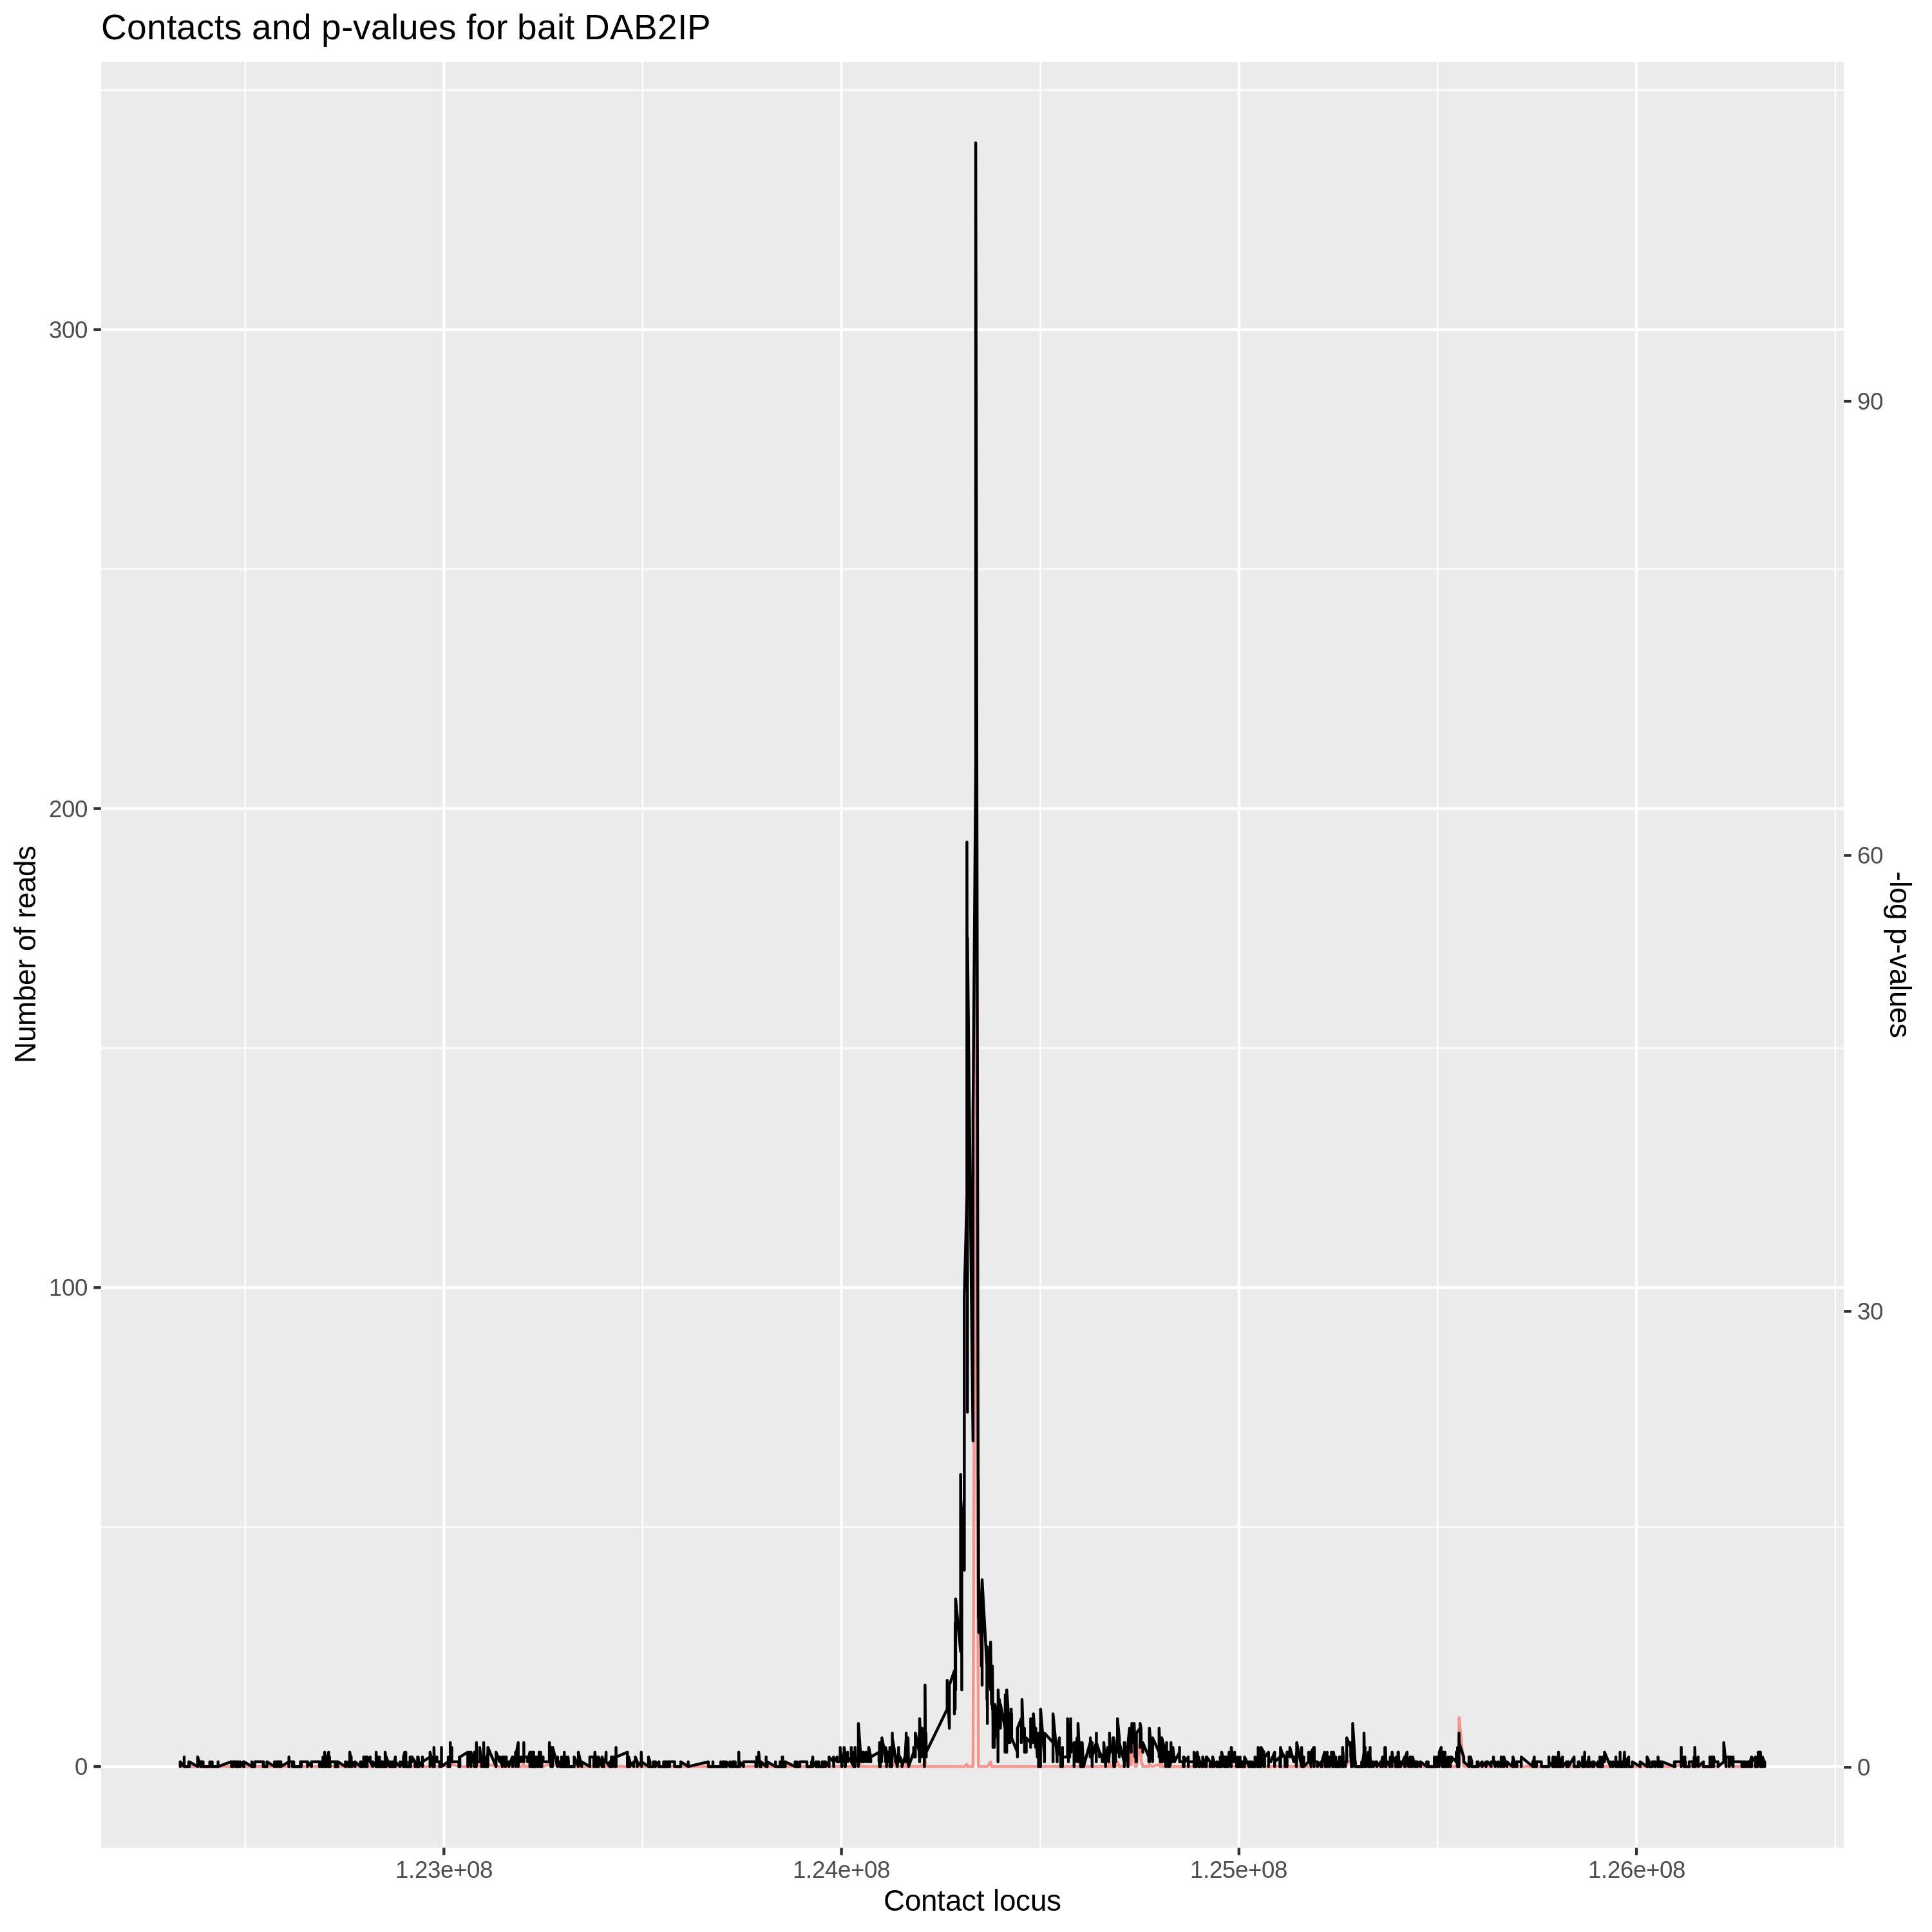 Contacts and p-values for bait DAB2IP
300
200
100
0
90
60
30
0
Number of reads
-log p-values
1.23e+08
1.24e+08
1.25e+08
1.26e+08
Contact locus